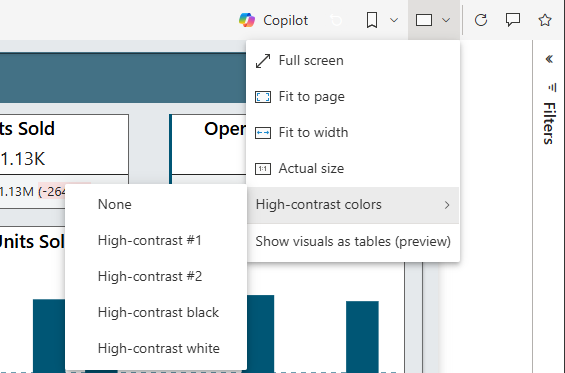 Copilot
Full screen
Fit to page
Fit to width
1:1 Actual size
High-contrast colors
Show visuals as tables (preview)
None
High-contrast #1
High-contrast #2
High-contrast black
High-contrast white
ts Sold
1.13K
1.13M (-264
Units Sol
Oper
Filters